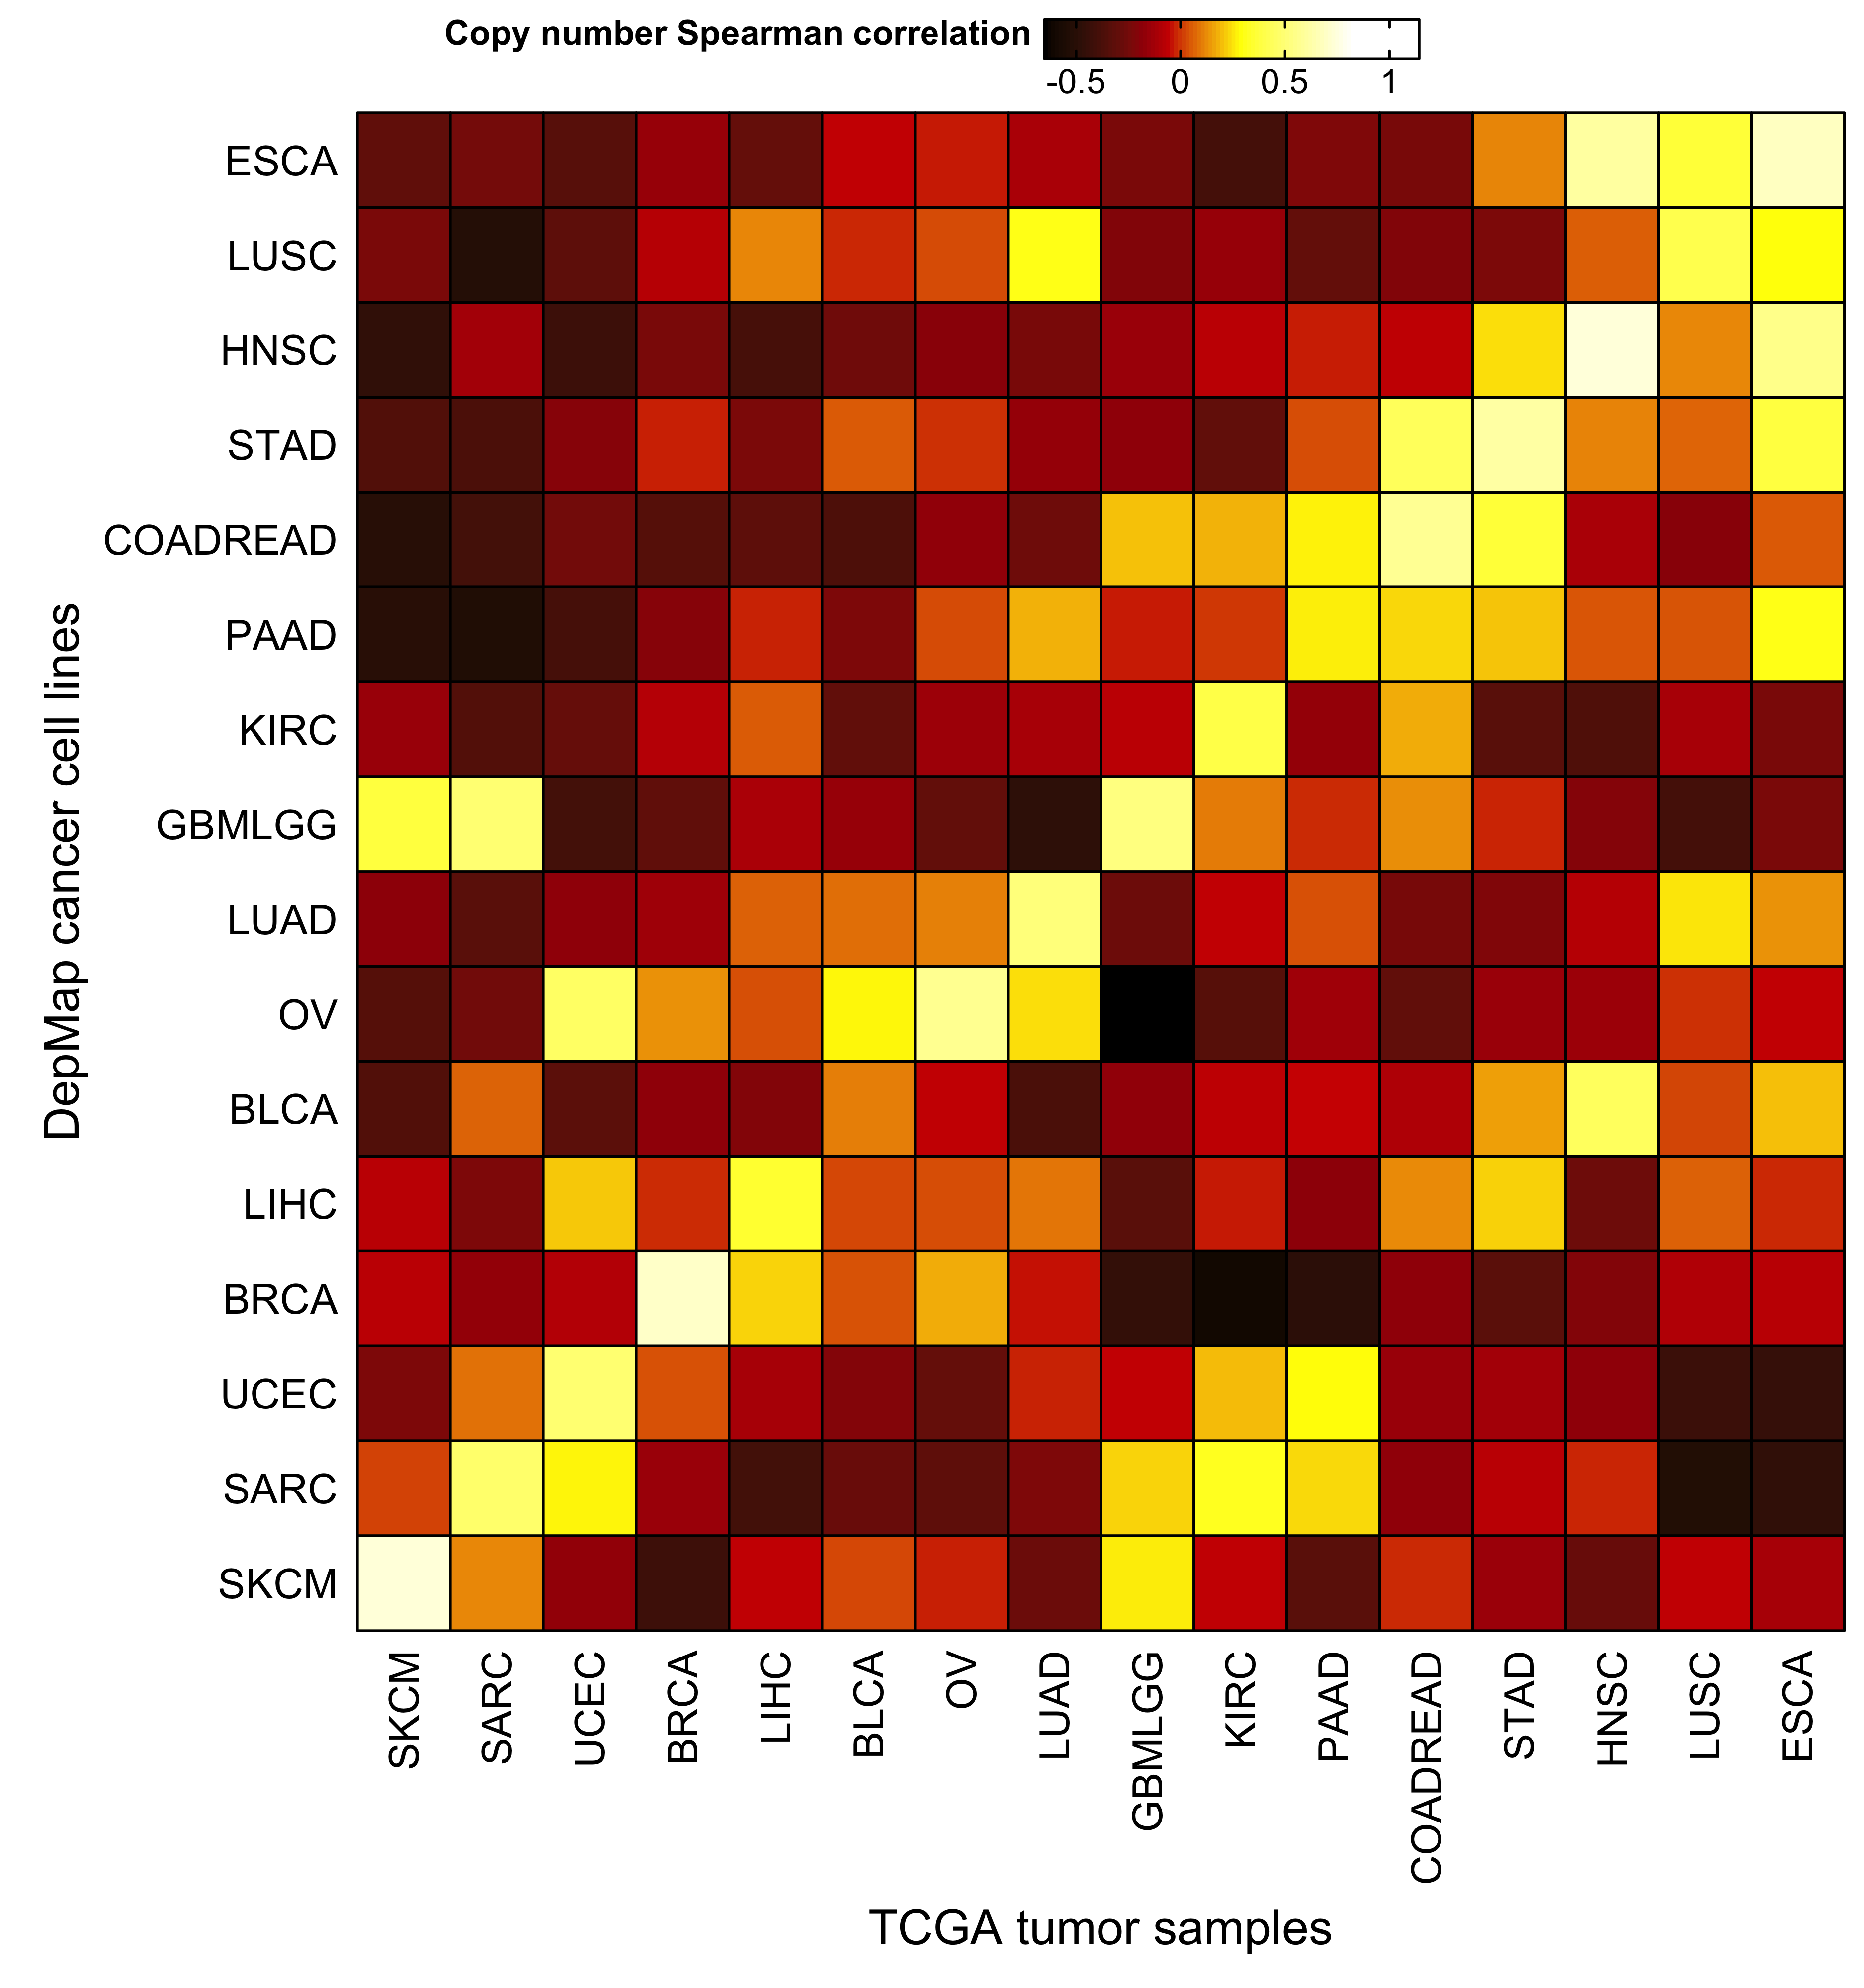 Copy number Spearman correlation
-0.5 0 0.5 1
DepMap cancer cell lines
ESCA
LUSC
HNSC
STAD
COADREAD
PAAD
KIRC
GBMLGG
LUAD
OV
BLCA
LIHC
BRCA
UCEC
SARC
SKCM
SKCM SARC UCEC BRCA LIHC BLCA OV LUAD GBMLGG KIRC PAAD COADREAD STAD HNSC LUSC ESCA
TCGA tumor samples